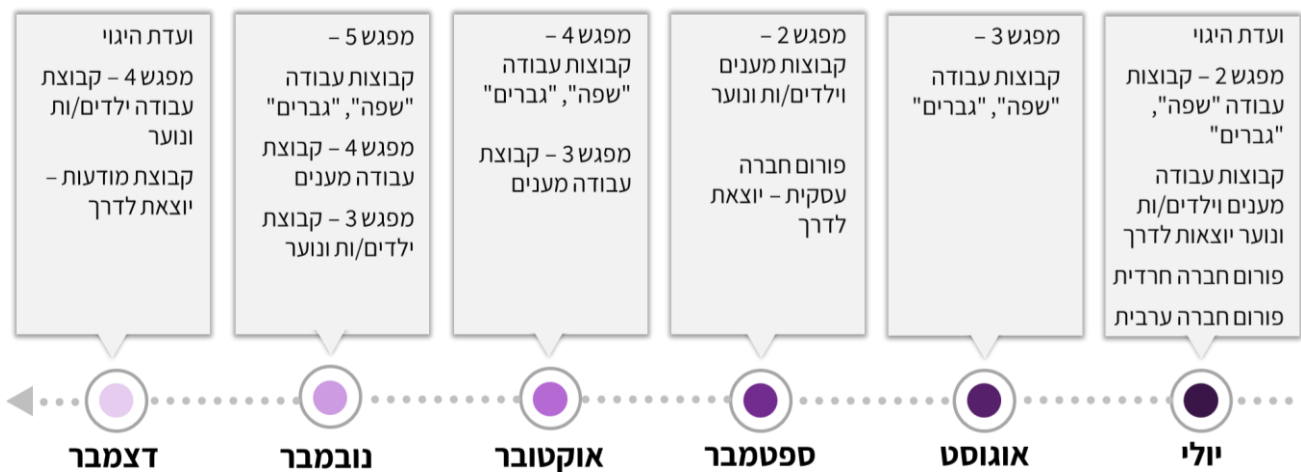 ועדת היגוי
מפגש 2 – קבוצות
עבודה "שפה",
"גברים"
קבוצות עבודה
מענים וילדים/ות
ונוער יוצאות לדרך
פורום חברה חרדית
פורום חברה ערבית
יולי
מפגש 3 –
קבוצות עבודה
"שפה", "גברים"
אוגוסט
מפגש 2 –
קבוצות מענים
וילדים/ות ונוער
פורום חברה
עסקית – יוצאת
לדרך
ספטמבר
מפגש 4 –
קבוצות עבודה
"שפה", "גברים"
מפגש 3 – קבוצת
עבודה מענים
אוקטובר
מפגש 5 –
קבוצות עבודה
"שפה", "גברים"
מפגש 4 – קבוצת
עבודה מענים
מפגש 3 – קבוצת
ילדים/ות ונוער
נובמבר
ועדת היגוי
מפגש 4 – קבוצת
עבודה ילדים/ות
ונוער
קבוצת מודעות –
יוצאת לדרך
דצמבר